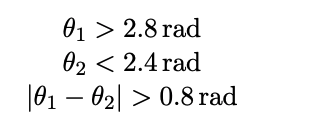 θ₁ > 2.8 rad
θ₂ < 2.4 rad
|θ₁ − θ₂| > 0.8 rad